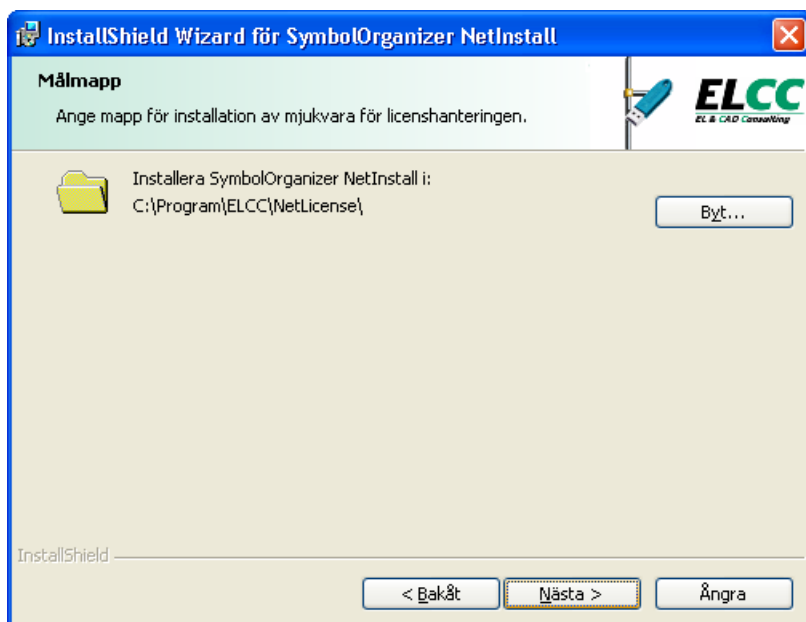 InstallShield Wizard för SymbolOrganizer NetInstall
Målmapp
Ange mapp för installation av mjukvara för licenshanteringen.
ELCC
EL & CAD Consulting
Installera SymbolOrganizer NetInstall i:
C:\Program\ELCC\NetLicense\
Byt...
InstallShield
< Bakåt
Nästa >
Ångra